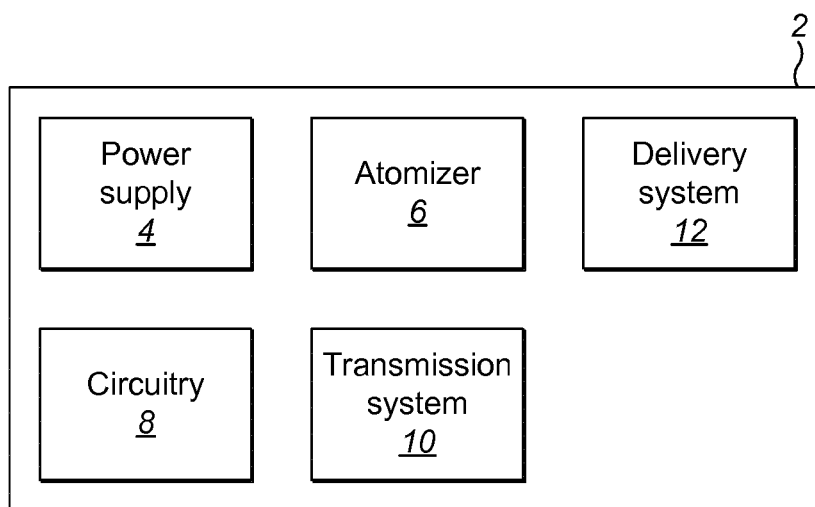 2
Power
supply
4
Atomizer
6
Delivery
system
12
Circuitry
8
Transmission
system
10